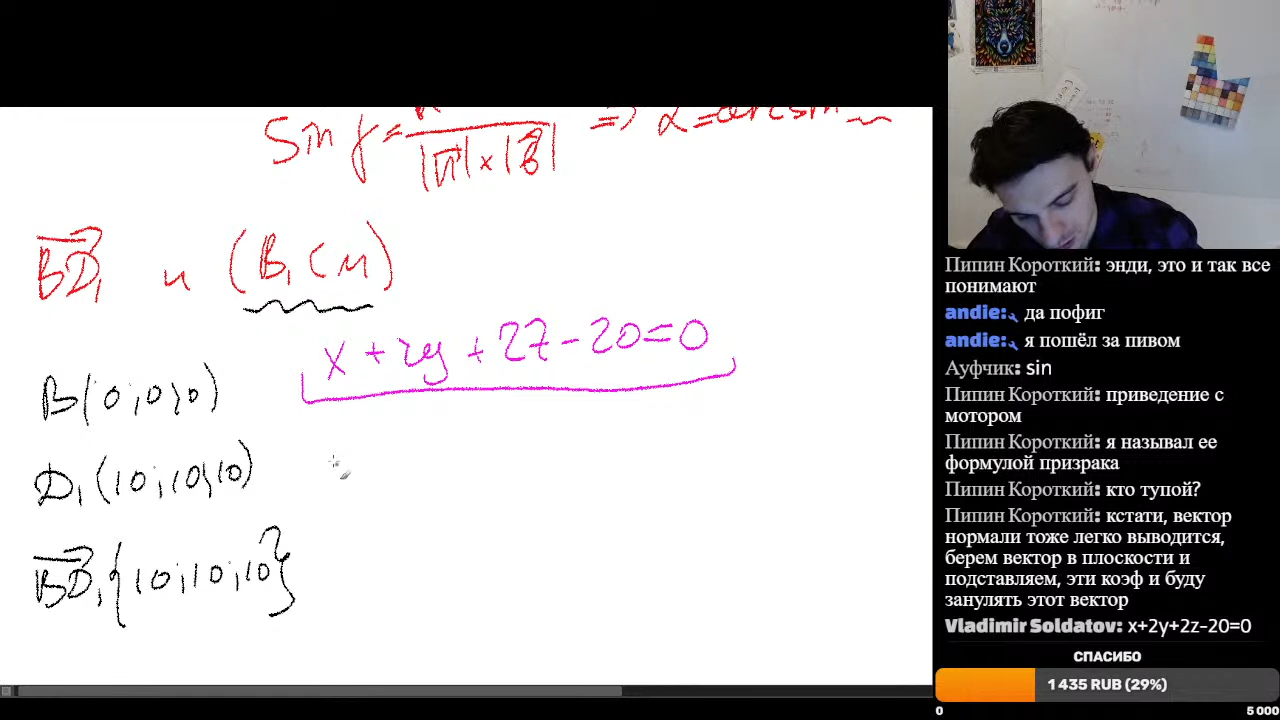 Sin γ = |n⃗| × |B⃗| => α = arcsin
BD₁ и (B₁CM)
x + 2y + 2z - 20 = 0
B(0;0;0)
D₁(10;10;10)
BD₁{10;10;10}
Пипин Короткий: энди, это и так все
понимают
andie: да пофиг
andie: я пошёл за пивом
Ауфчик: sin
Пипин Короткий: приведение с
мотором
Пипин Короткий: я называл ее
формулой призрака
Пипин Короткий: кто тупой?
Пипин Короткий: кстати, вектор
нормали тоже легко выводится,
берем вектор в плоскости и
подставляем, эти коэф и буду
занулять этот вектор
Vladimir Soldatov: x+2y+2z-20=0
СПАСИБО
1 435 RUB (29%)
0 5 000